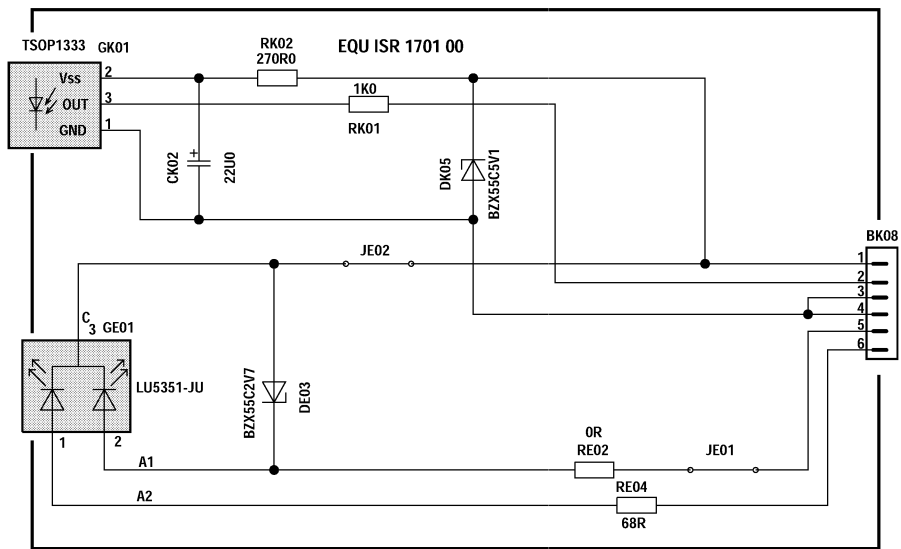 TSOP1333 GK01
RK02
270R0
EQU ISR 1701 00
Vss
2
OUT
3
GND
1
1K0
RK01
CK02
+
22U0
DK05
BZX55C5V1
BK08
JE02
1
2
3
4
5
6
C
3
GE01
LU5351-JU
1
2
BZX55C2V7
DE03
A1
0R
RE02
JE01
A2
RE04
68R